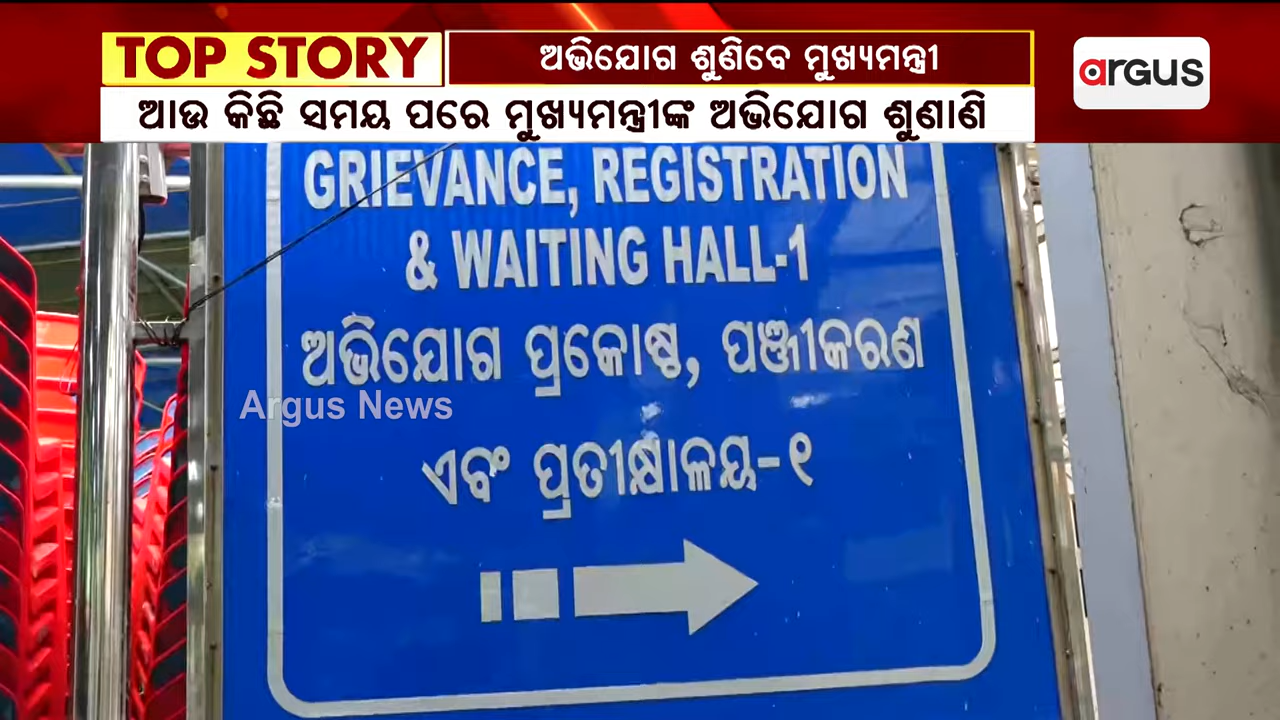 TOP STORY
ଅଭିଯୋଗ ଶୁଣିବେ ମୁଖ୍ୟମନ୍ତ୍ରୀ
argus
ଆଉ କିଛି ସମୟ ପରେ ମୁଖ୍ୟମନ୍ତ୍ରୀଙ୍କ ଅଭିଯୋଗ ଶୁଣାଣି
GRIEVANCE, REGISTRATION
& WAITING HALL-1
ଅଭିଯୋଗ ପ୍ରକୋଷ୍ଠ, ପଞ୍ଜୀକରଣ
Argus News
ଏବଂ ପ୍ରତୀକ୍ଷାଳୟ-୧